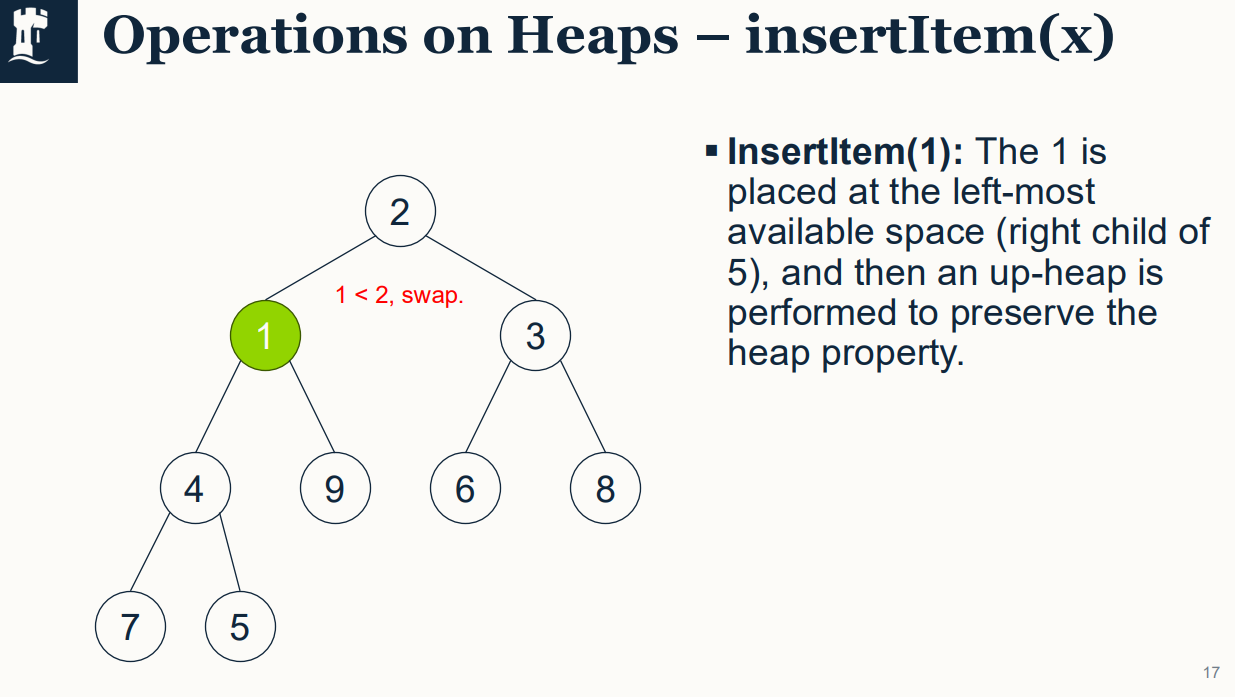 Operations on Heaps – insertItem(x)
▪ InsertItem(1): The 1 is
placed at the left-most
available space (right child of
5), and then an up-heap is
performed to preserve the
heap property.
2
1 < 2, swap.
1
3
4
9
6
8
7
5
17